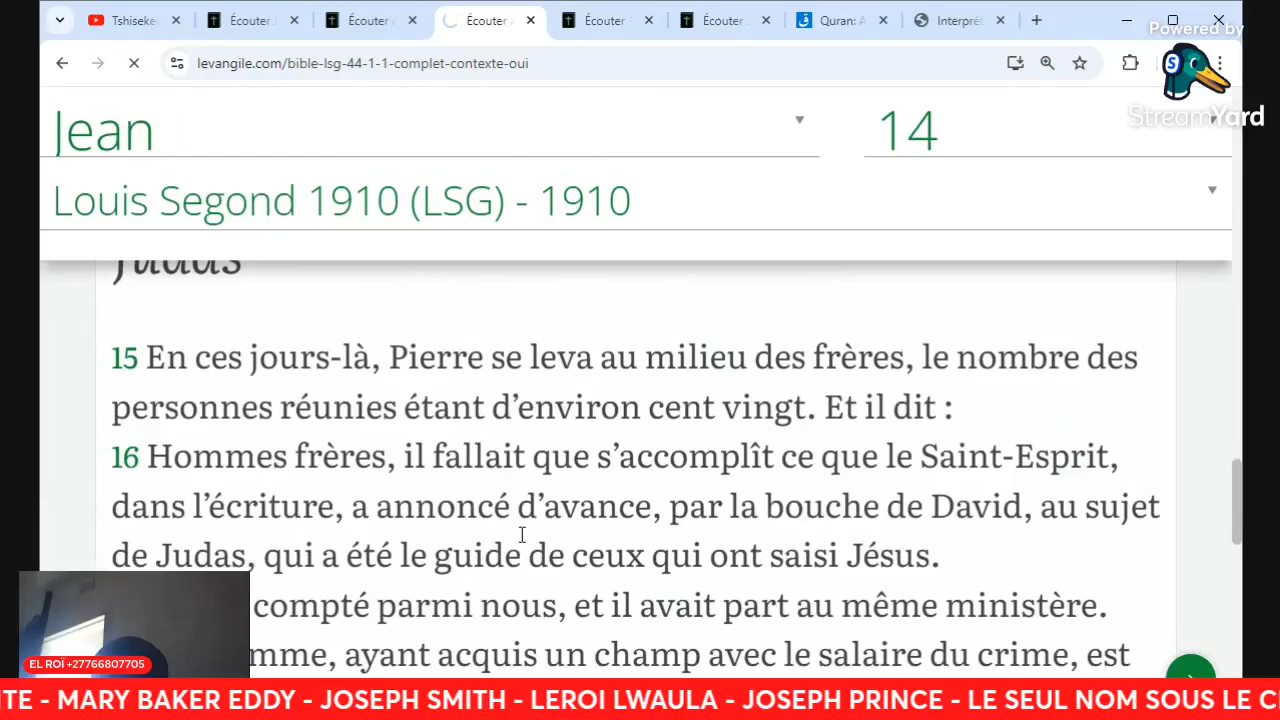 Tshiseke
Écouter
Écouter
Écouter
Écouter
Écouter
Quran: A
Interpré
levangile.com/bible-lsg-44-1-1-complet-contexte-oui
Powered by
StreamYard
Jean
14
Louis Segond 1910 (LSG) - 1910
Judas
15 En ces jours-là, Pierre se leva au milieu des frères, le nombre des
personnes réunies étant d’environ cent vingt. Et il dit :
16 Hommes frères, il fallait que s’accomplît ce que le Saint-Esprit,
dans l’écriture, a annoncé d’avance, par la bouche de David, au sujet
de Judas, qui a été le guide de ceux qui ont saisi Jésus.
compté parmi nous, et il avait part au même ministère.
mme, ayant acquis un champ avec le salaire du crime, est
EL ROÏ +27766807705
ITE - MARY BAKER EDDY - JOSEPH SMITH - LEROI LWAULA - JOSEPH PRINCE - LE SEUL NOM SOUS LE C